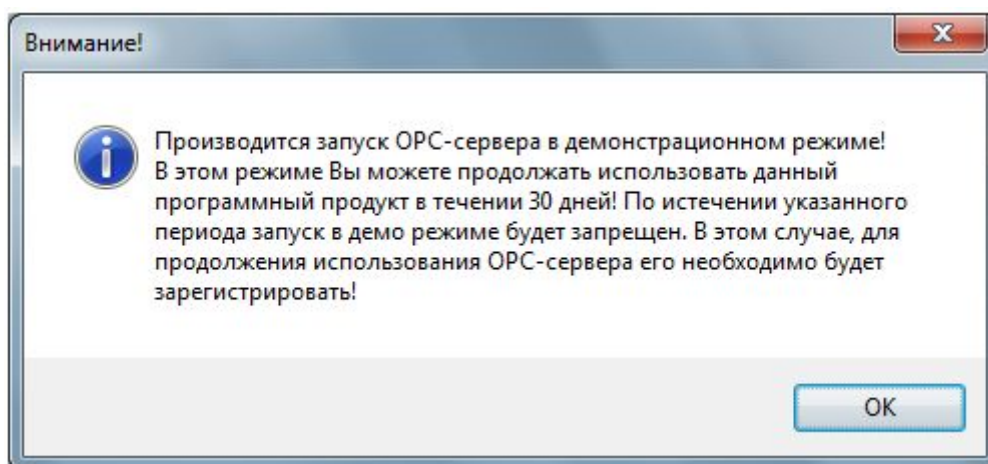 Внимание!
Производится запуск OPC-сервера в демонстрационном режиме!
В этом режиме Вы можете продолжать использовать данный
программный продукт в течении 30 дней! По истечении указанного
периода запуск в демо режиме будет запрещен. В этом случае, для
продолжения использования OPC-сервера его необходимо будет
зарегистрировать!
OK